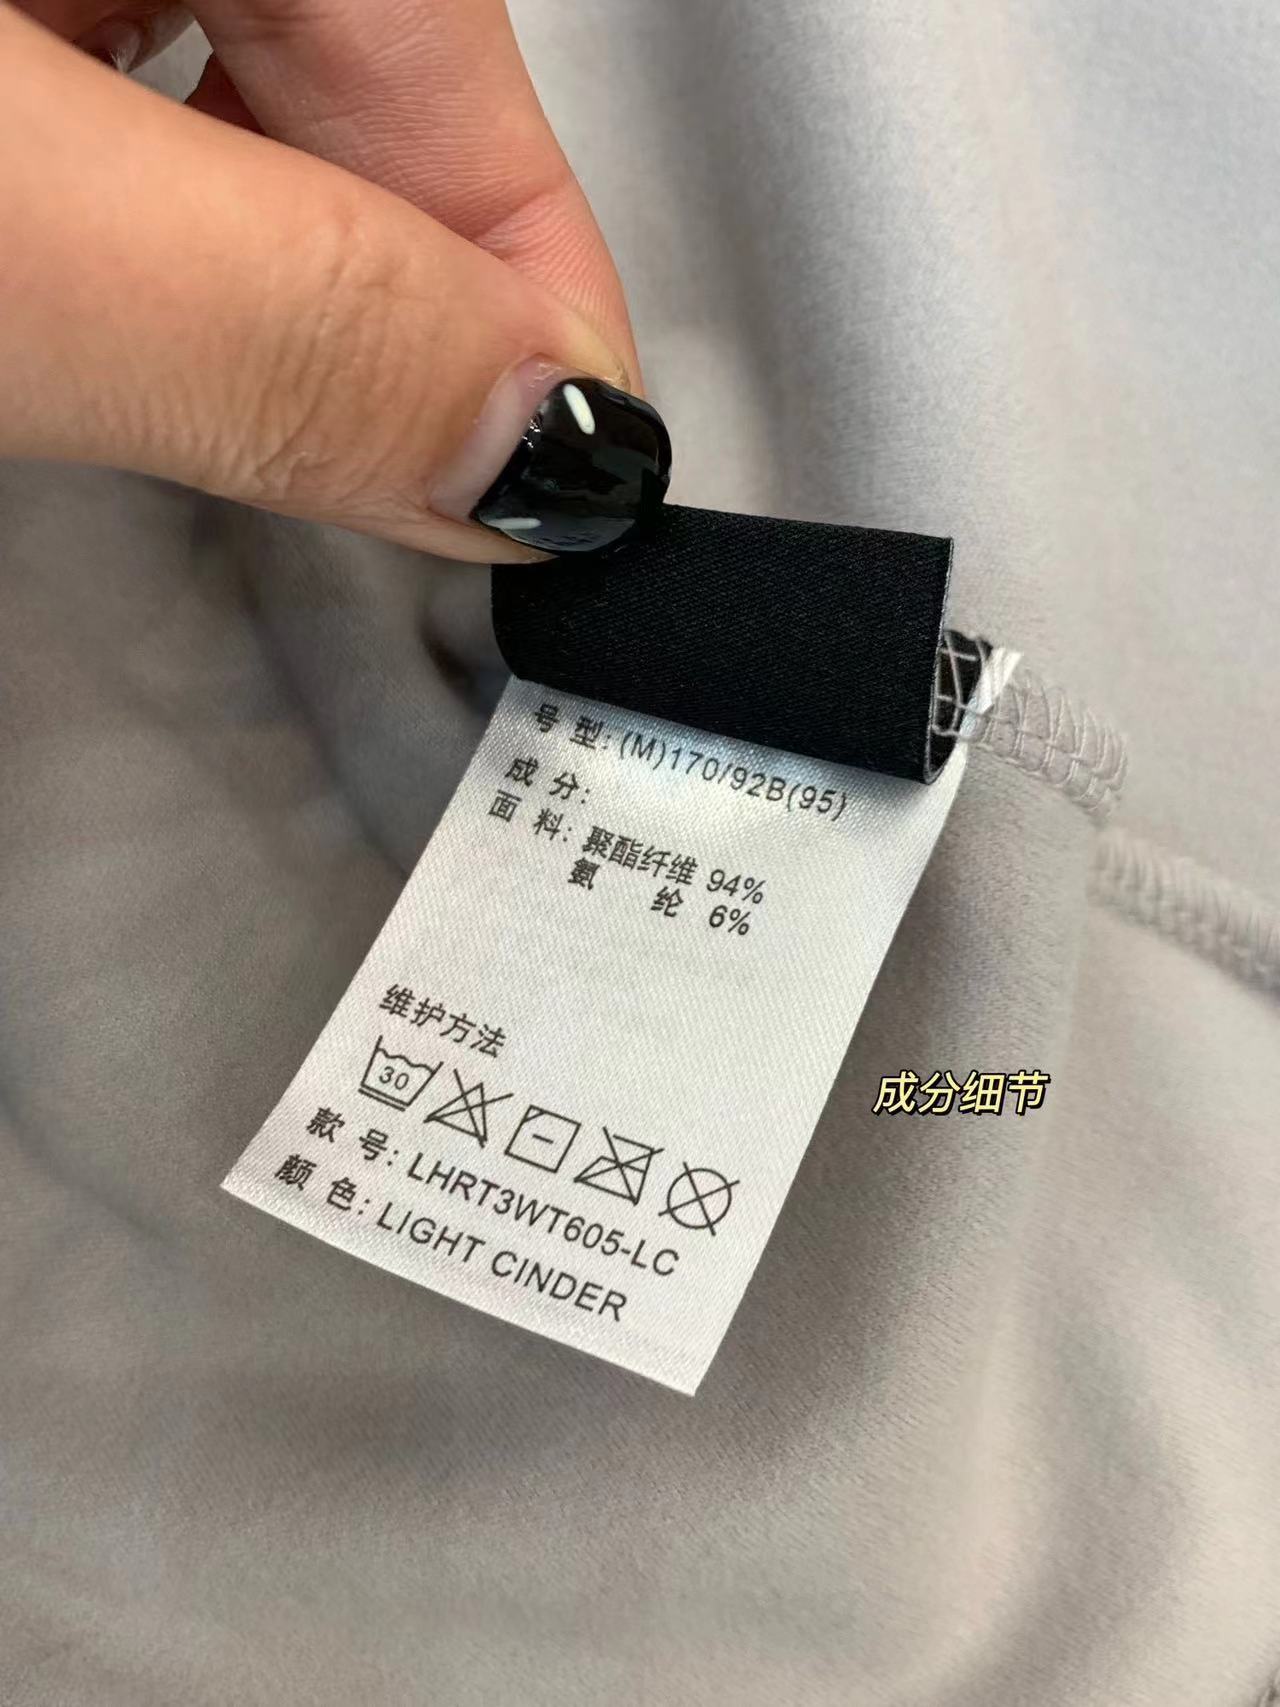 号 型: (M)170/92B(95)
成 分:
面 料: 聚酯纤维 94%
氨 纶 6%
维护方法
30
款 号: LHRT3WT605-LC
颜 色: LIGHT CINDER
成分细节